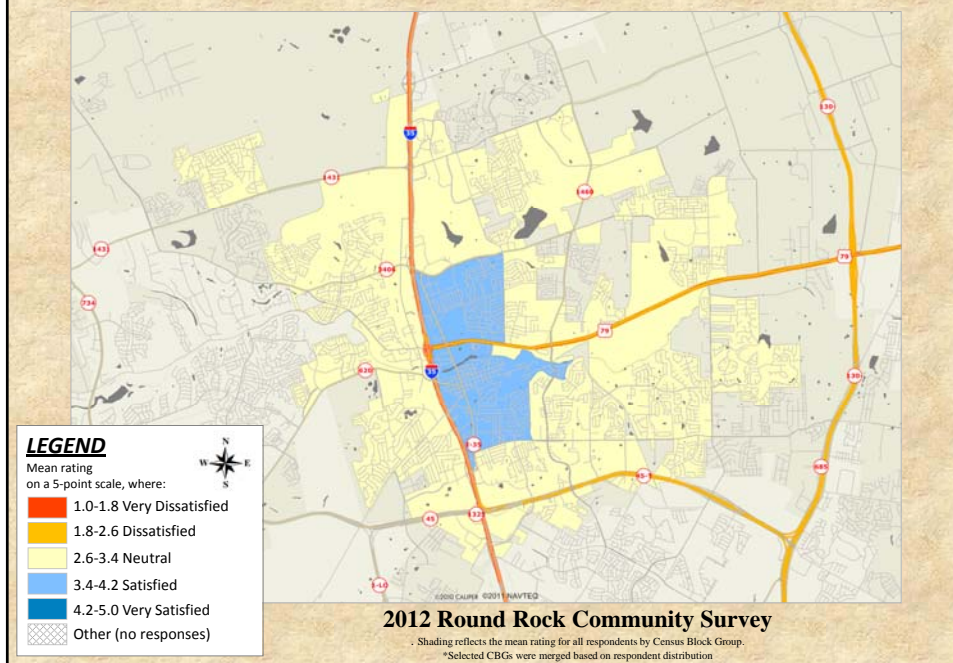 35
130
1431
1460
1431
79
3406
734
79
620
35
130
I-35
45-T
685
45
1325
©2010 CALIPER ©2011 NAVTEQ
LEGEND
N
W E
S
Mean rating
on a 5-point scale, where:
1.0-1.8 Very Dissatisfied
1.8-2.6 Dissatisfied
2.6-3.4 Neutral
3.4-4.2 Satisfied
4.2-5.0 Very Satisfied
Other (no responses)
2012 Round Rock Community Survey
. Shading reflects the mean rating for all respondents by Census Block Group.
*Selected CBGs were merged based on respondent distribution